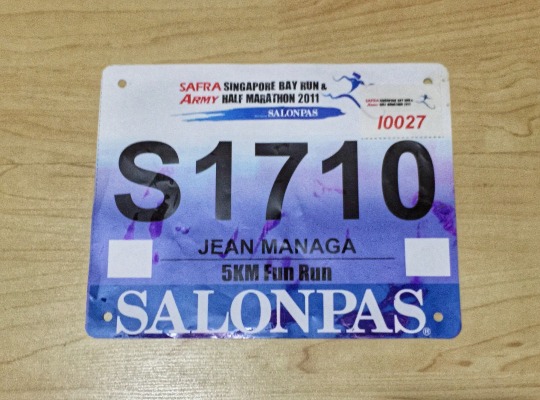 SAFRA SINGAPORE BAY RUN &
ARMY HALF MARATHON 2011
SALONPAS
10027
S1710
JEAN MANAGA
5KM Fun Run
SALONPAS®